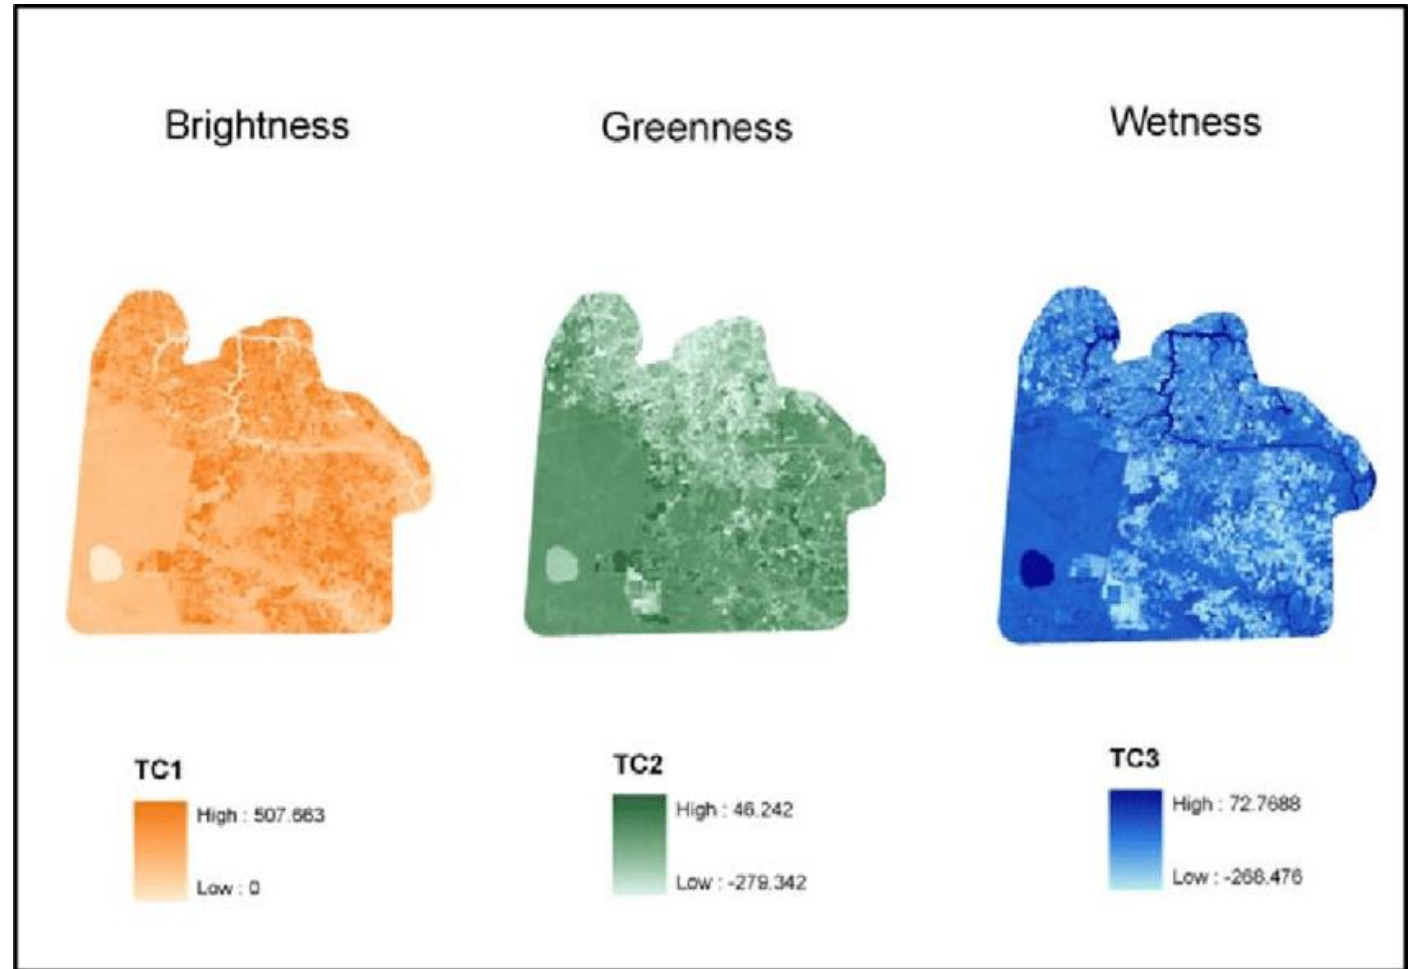 Brightness
Greenness
Wetness
TC1
High : 507.663
Low : 0
TC2
High : 46.242
Low : -279.342
TC3
High : 72.7688
Low : -266.476